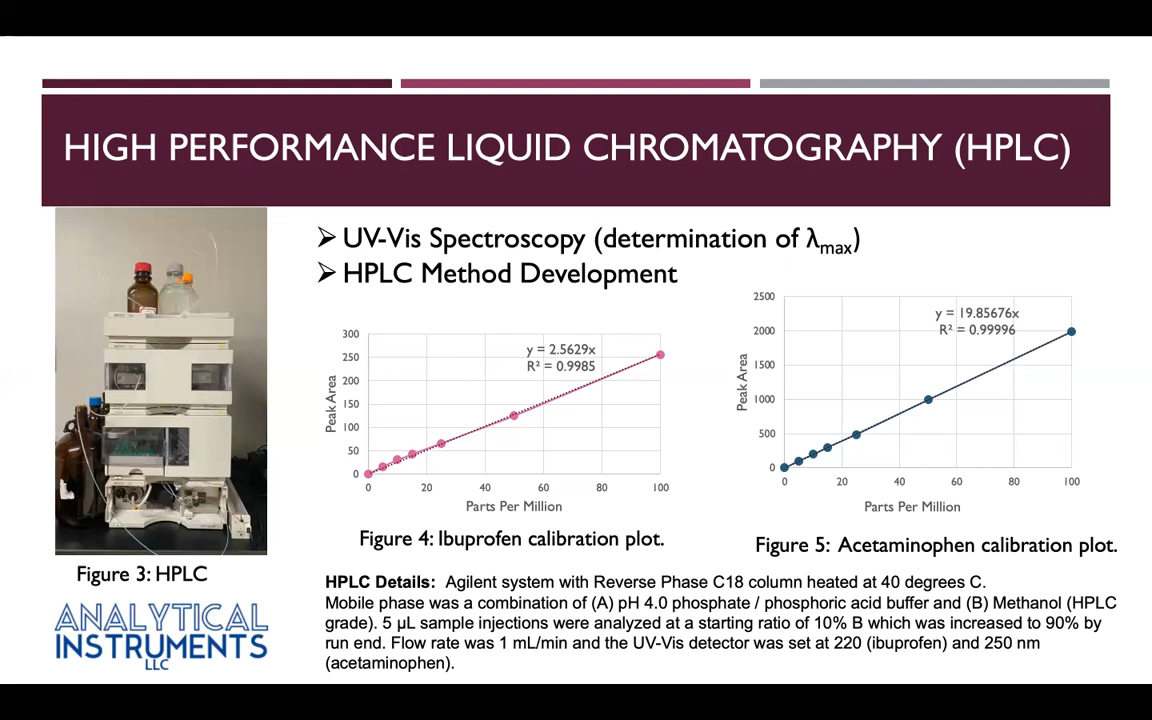 HIGH PERFORMANCE LIQUID CHROMATOGRAPHY (HPLC)
➢ UV-Vis Spectroscopy (determination of λmax)
➢ HPLC Method Development
300
250
200
150
100
50
0
Peak Area
y = 2.5629x
R² = 0.9985
0 20 40 60 80 100
Parts Per Million
Figure 4: Ibuprofen calibration plot.
2500
2000
1500
1000
500
0
Peak Area
y = 19.85676x
R² = 0.99996
0 20 40 60 80 100
Parts Per Million
Figure 5: Acetaminophen calibration plot.
Figure 3: HPLC
ANALYTICAL
INSTRUMENTS
LLC
HPLC Details: Agilent system with Reverse Phase C18 column heated at 40 degrees C.
Mobile phase was a combination of (A) pH 4.0 phosphate / phosphoric acid buffer and (B) Methanol (HPLC
grade). 5 µL sample injections were analyzed at a starting ratio of 10% B which was increased to 90% by
run end. Flow rate was 1 mL/min and the UV-Vis detector was set at 220 (ibuprofen) and 250 nm
(acetaminophen).